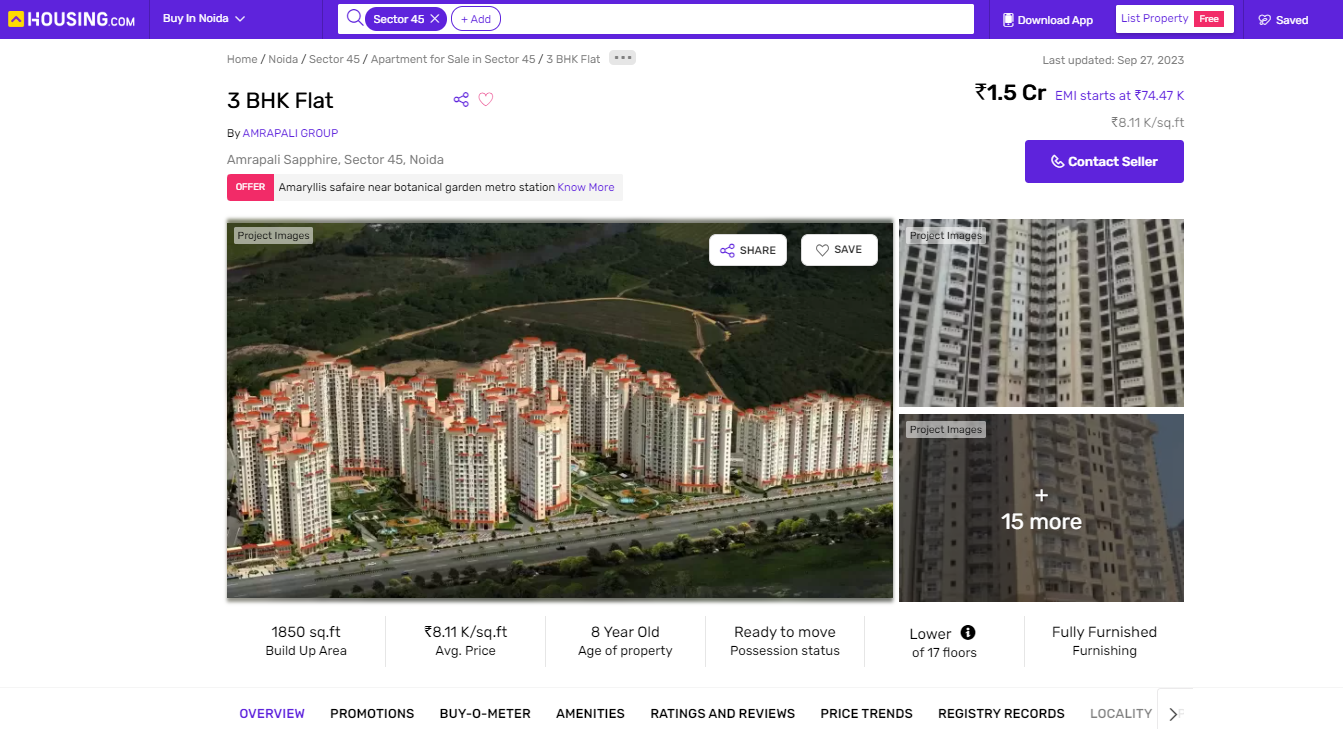 HOUSING.COM
Buy In Noida
Sector 45
+ Add
Download App
List Property Free
Saved
Home / Noida / Sector 45 / Apartment for Sale in Sector 45 / 3 BHK Flat
Last updated: Sep 27, 2023
3 BHK Flat
₹1.5 Cr EMI starts at ₹74.47 K
₹8.11 K/sq.ft
By AMRAPALI GROUP
Amrapali Sapphire, Sector 45, Noida
Contact Seller
OFFER Amaryllis safaire near botanical garden metro station Know More
Project Images
SHARE
SAVE
Project Images
Project Images
+
15 more
1850 sq.ft
Build Up Area
₹8.11 K/sq.ft
Avg. Price
8 Year Old
Age of property
Ready to move
Possession status
Lower
of 17 floors
Fully Furnished
Furnishing
OVERVIEW
PROMOTIONS
BUY-O-METER
AMENITIES
RATINGS AND REVIEWS
PRICE TRENDS
REGISTRY RECORDS
LOCALITY